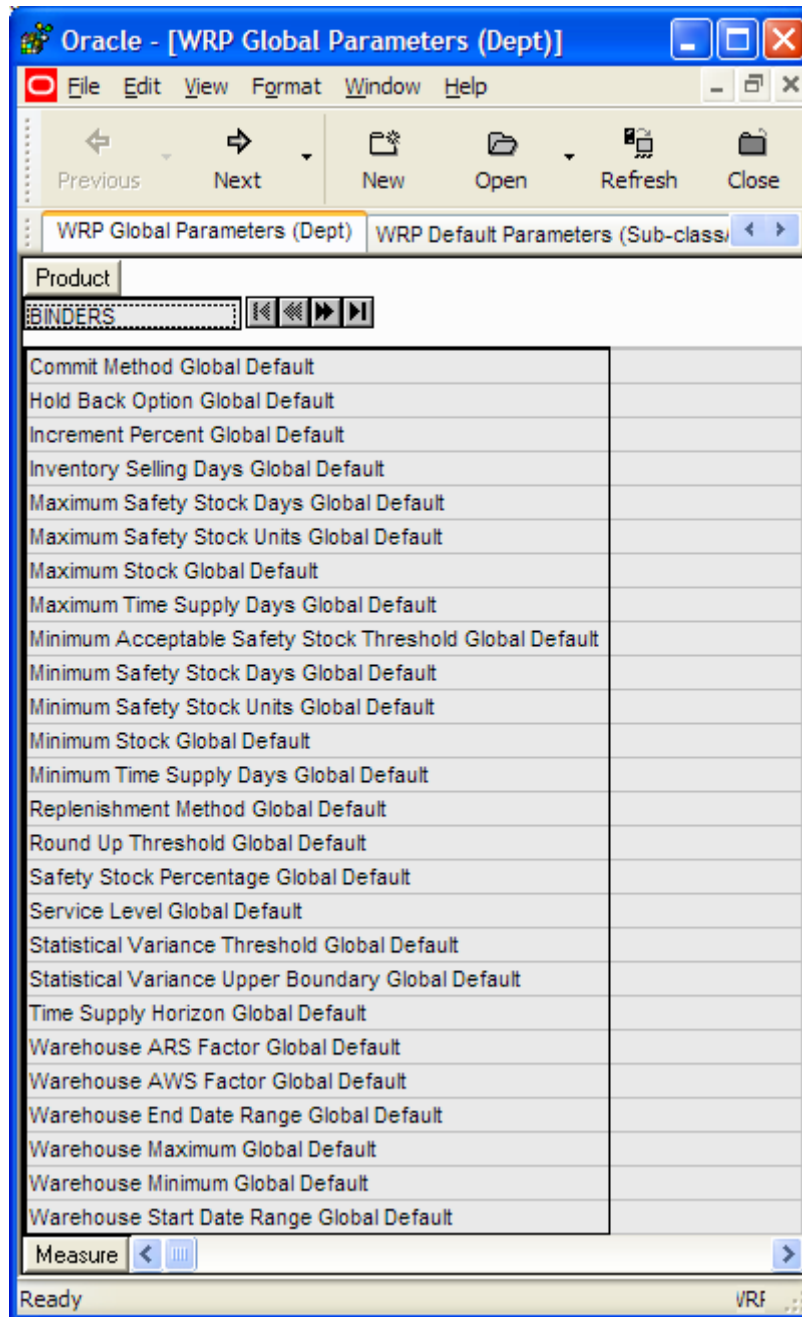 Oracle - [WRP Global Parameters (Dept)]
File Edit View Format Window Help
Previous Next New Open Refresh Close
WRP Global Parameters (Dept) WRP Default Parameters (Sub-class/
Product
BINDERS
Commit Method Global Default
Hold Back Option Global Default
Increment Percent Global Default
Inventory Selling Days Global Default
Maximum Safety Stock Days Global Default
Maximum Safety Stock Units Global Default
Maximum Stock Global Default
Maximum Time Supply Days Global Default
Minimum Acceptable Safety Stock Threshold Global Default
Minimum Safety Stock Days Global Default
Minimum Safety Stock Units Global Default
Minimum Stock Global Default
Minimum Time Supply Days Global Default
Replenishment Method Global Default
Round Up Threshold Global Default
Safety Stock Percentage Global Default
Service Level Global Default
Statistical Variance Threshold Global Default
Statistical Variance Upper Boundary Global Default
Time Supply Horizon Global Default
Warehouse ARS Factor Global Default
Warehouse AWS Factor Global Default
Warehouse End Date Range Global Default
Warehouse Maximum Global Default
Warehouse Minimum Global Default
Warehouse Start Date Range Global Default
Measure
Ready